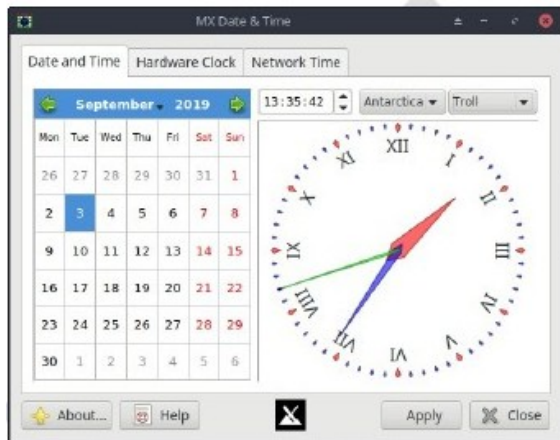 MX Date & Time
Date and Time Hardware Clock Network Time
September 2019 13:35:42 Antarctica Troll
Mon Tue Wed Thu Fri Sat Sun
26 27 28 29 30 31 1
2 3 4 5 6 7 8
9 10 11 12 13 14 15
16 17 18 19 20 21 22
23 24 25 26 27 28 29
30 1 2 3 4 5 6
XII
I
II
III
IV
V
VI
VII
VIII
IX
X
XI
About... Help Apply Close